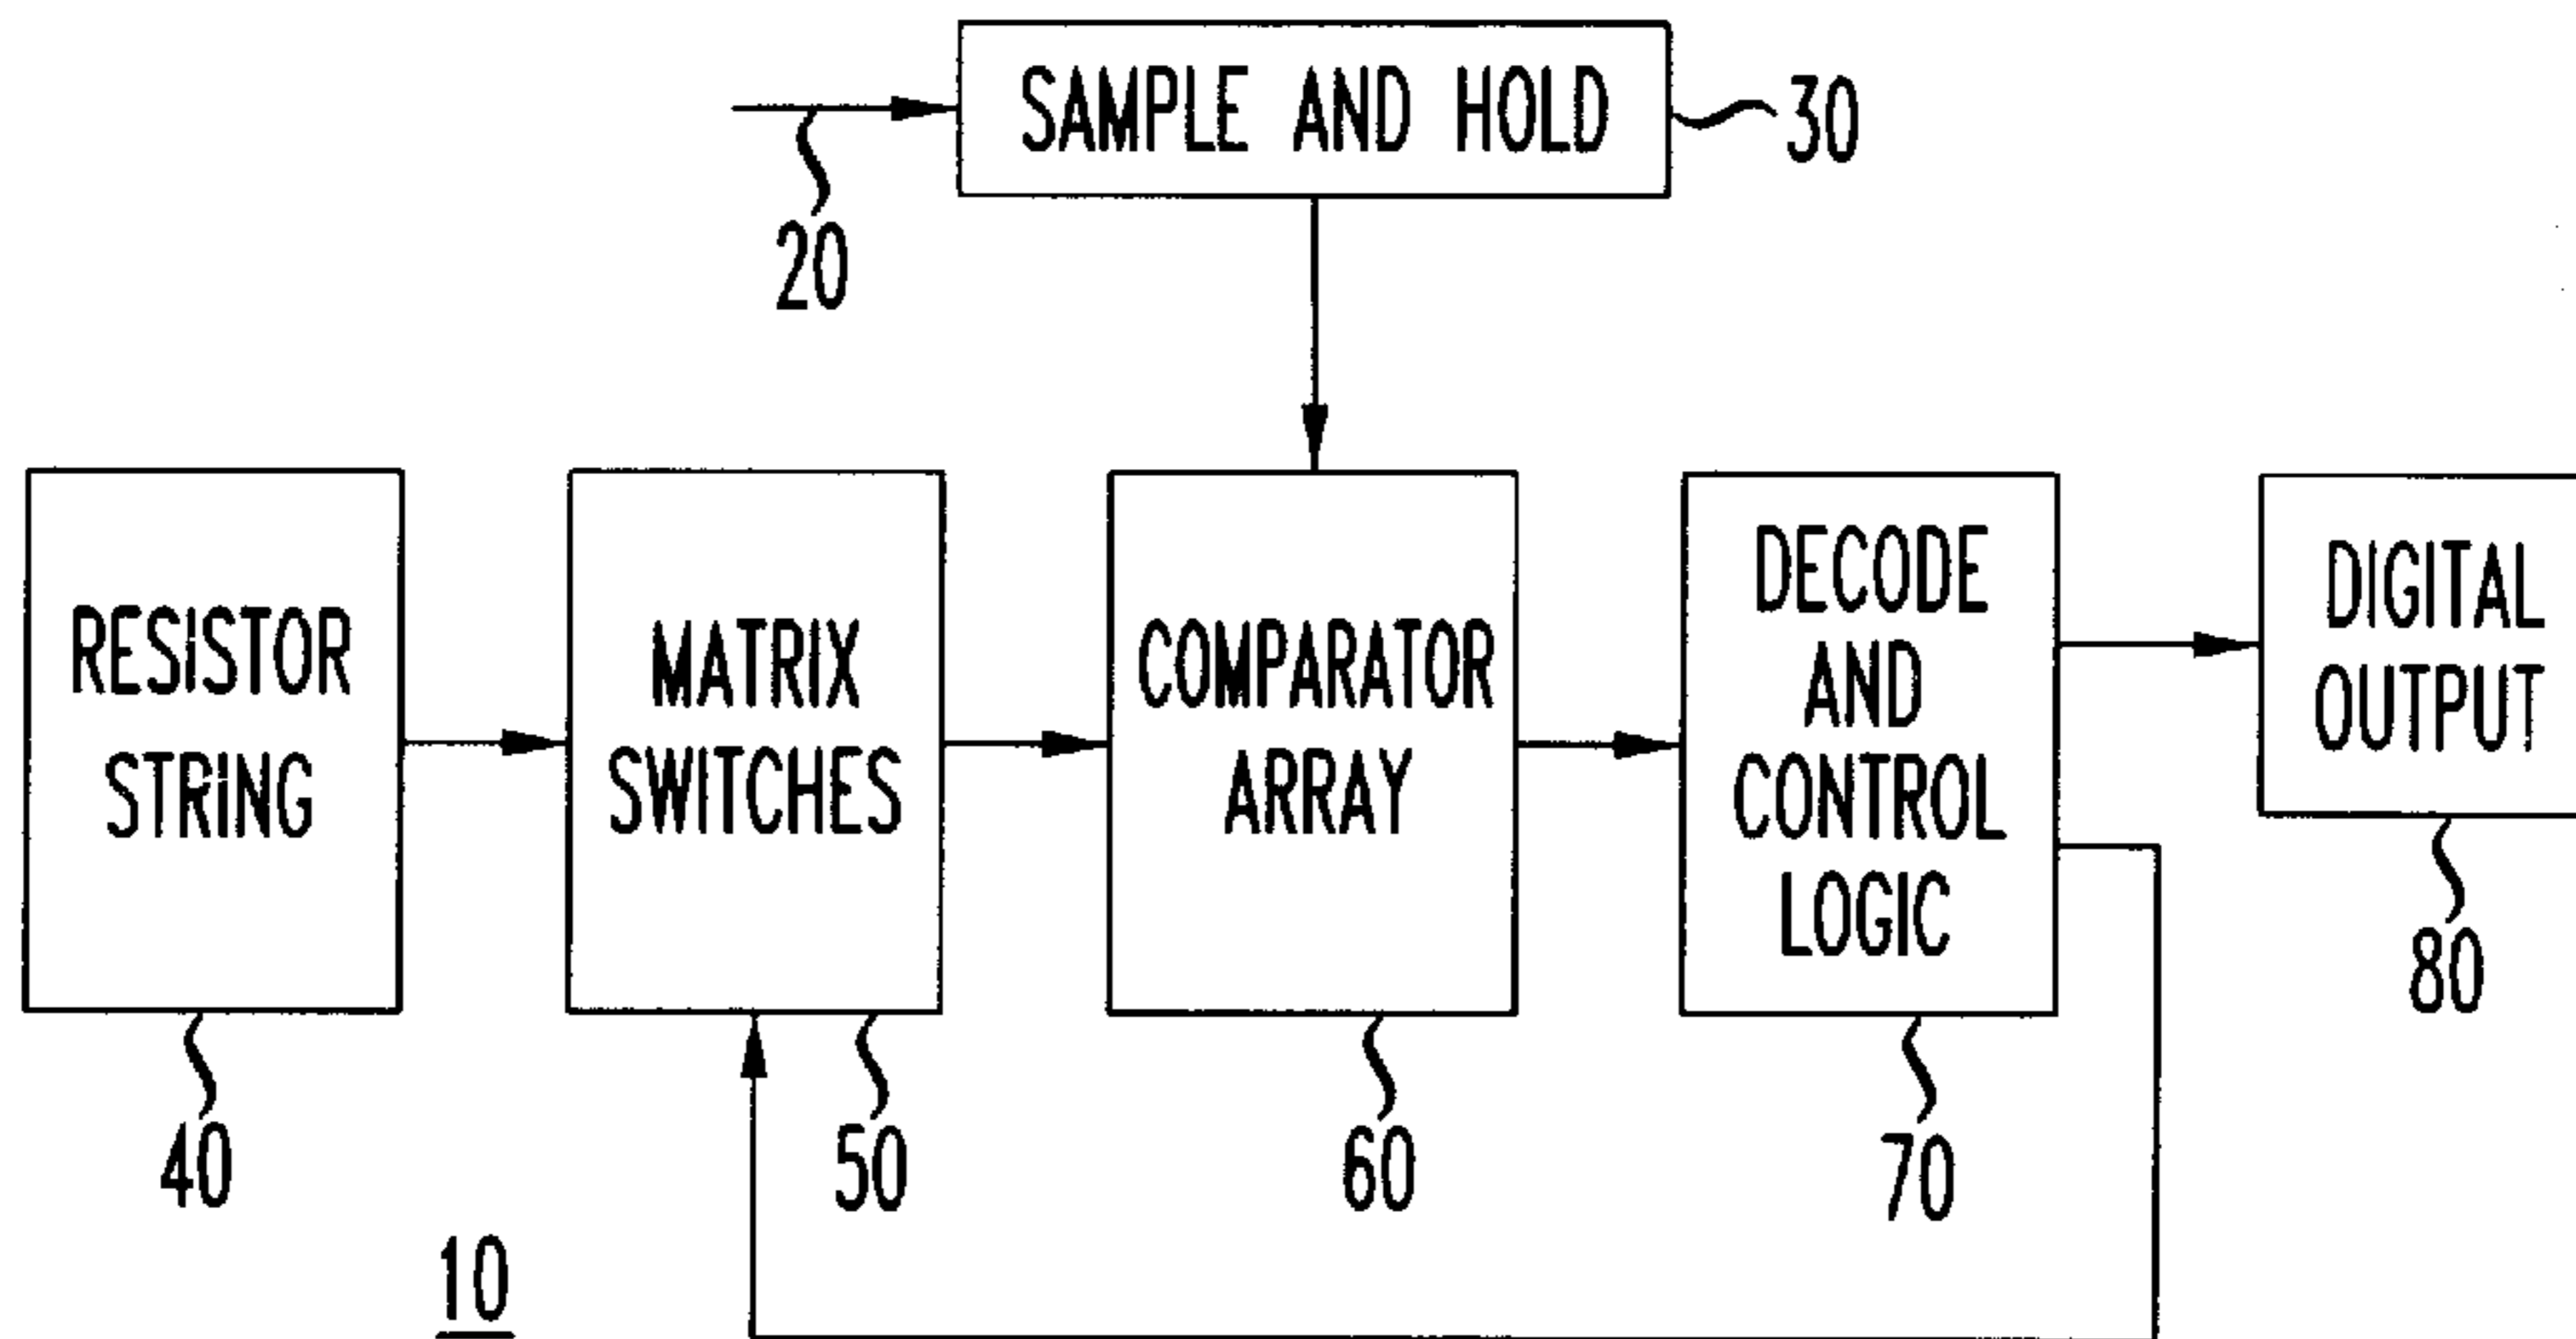 SAMPLE AND HOLD
30
20
RESISTOR
STRING
40
MATRIX
SWITCHES
50
COMPARATOR
ARRAY
60
DECODE
AND
CONTROL
LOGIC
70
DIGITAL
OUTPUT
80
10